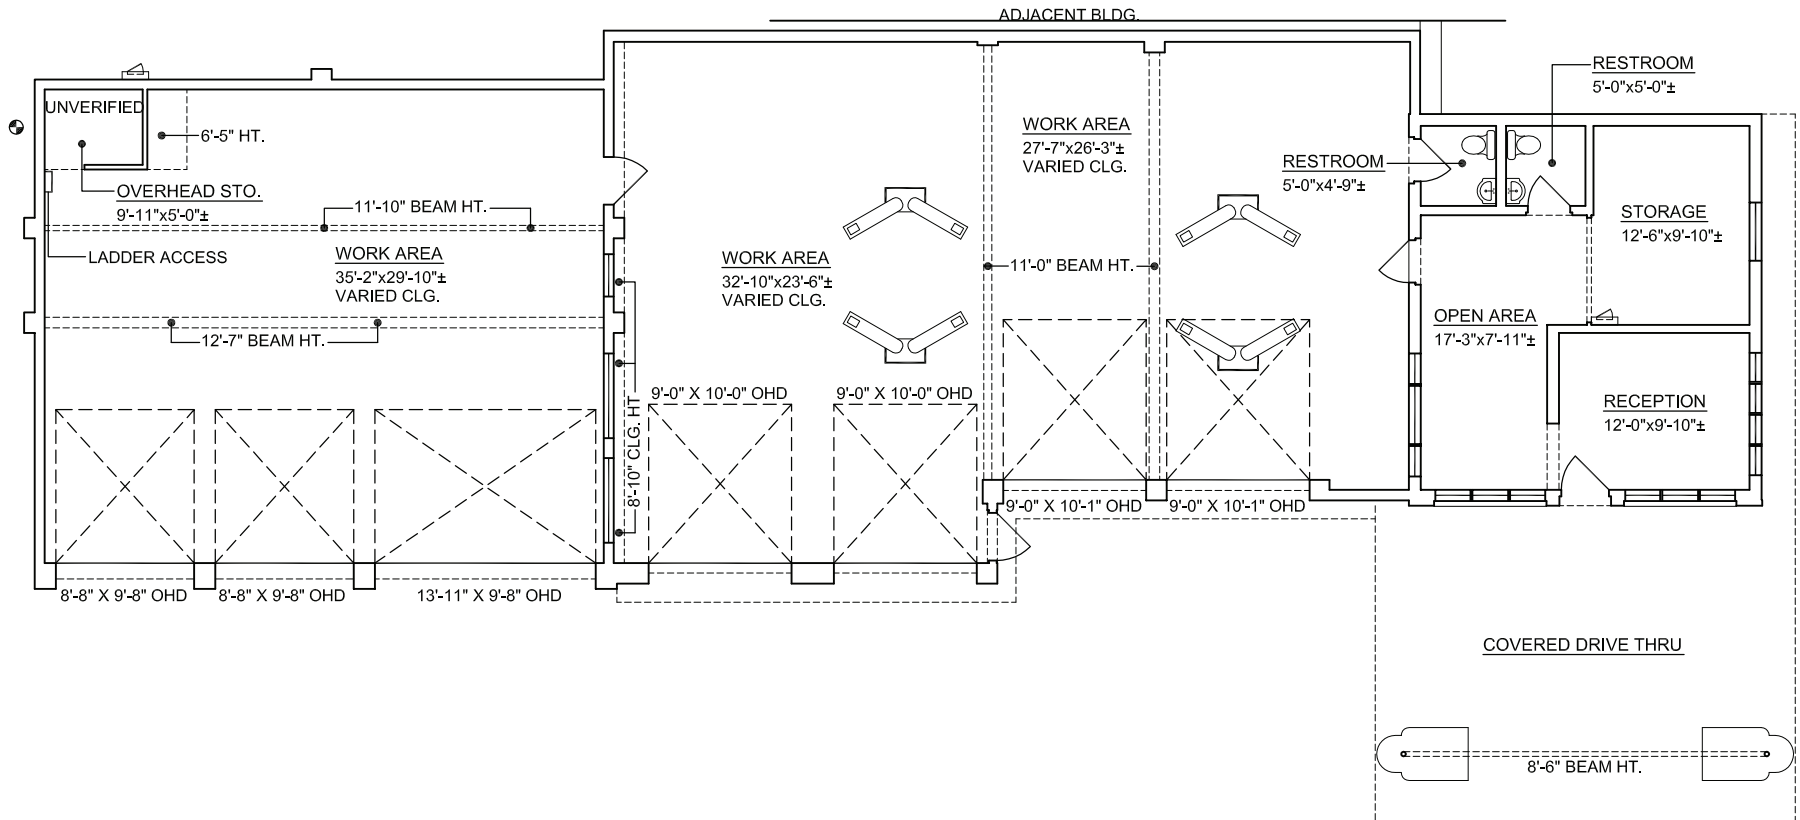 ADJACENT BLDG.
RESTROOM
5'-0"x5'-0"±
UNVERIFIED
6'-5" HT.
WORK AREA
27'-7"x26'-3"±
VARIED CLG.
RESTROOM
5'-0"x4'-9"±
OVERHEAD STO.
9'-11"x5'-0"±
11'-10" BEAM HT.
STORAGE
12'-6"x9'-10"±
LADDER ACCESS
WORK AREA
35'-2"x29'-10"±
VARIED CLG.
WORK AREA
32'-10"x23'-6"±
VARIED CLG.
11'-0" BEAM HT.
12'-7" BEAM HT.
OPEN AREA
17'-3"x7'-11"±
9'-0" X 10'-0" OHD
9'-0" X 10'-0" OHD
8'-10" CLG. HT
RECEPTION
12'-0"x9'-10"±
9'-0" X 10'-1" OHD
9'-0" X 10'-1" OHD
8'-8" X 9'-8" OHD
8'-8" X 9'-8" OHD
13'-11" X 9'-8" OHD
COVERED DRIVE THRU
8'-6" BEAM HT.